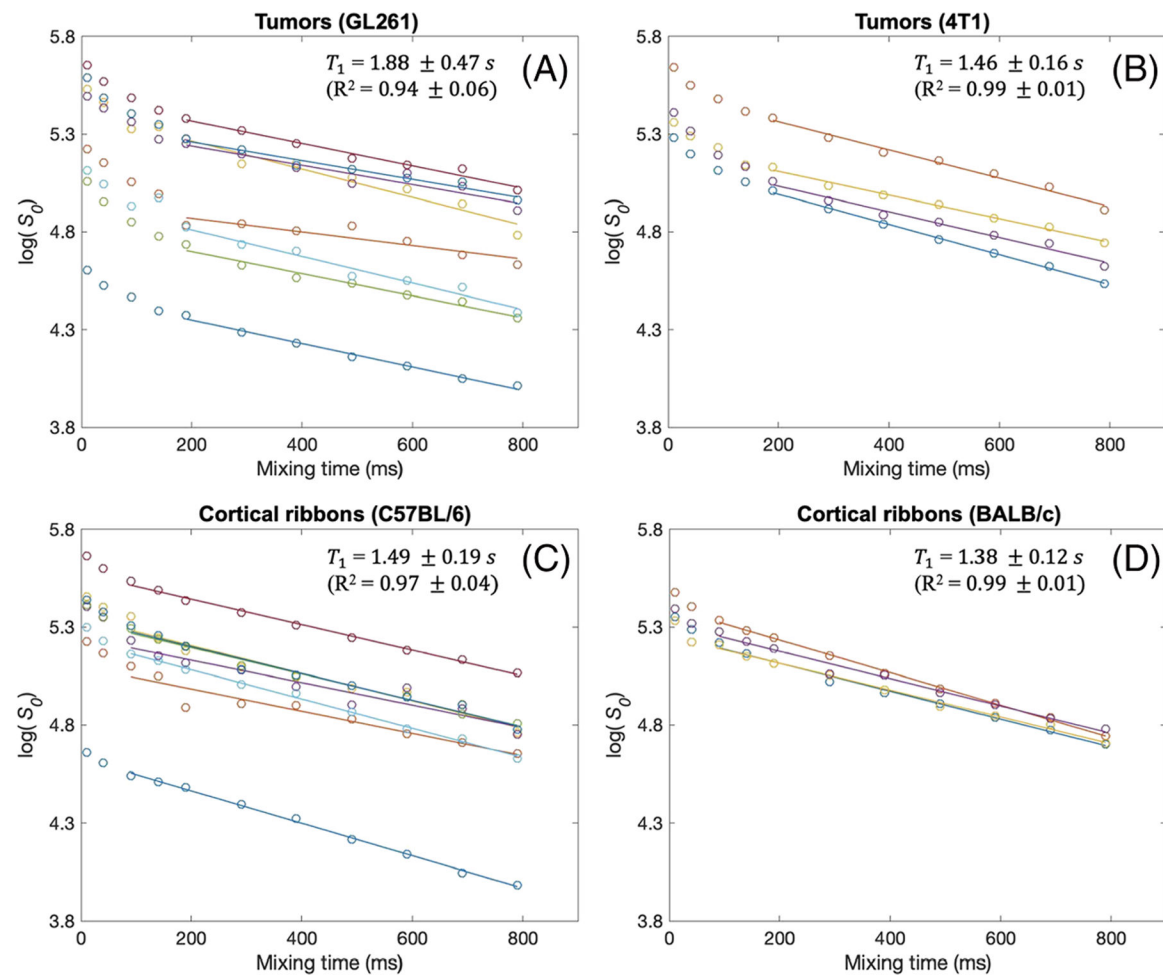 Tumors (GL261)
Tumors (4T1)
T₁ = 1.88 ± 0.47 s
(R² = 0.94 ± 0.06)
(A)
T₁ = 1.46 ± 0.16 s
(R² = 0.99 ± 0.01)
(B)
5.8
5.3
4.8
4.3
3.8
log( S₀ )
0 200 400 600 800
Mixing time (ms)
5.8
5.3
4.8
4.3
3.8
log( S₀ )
0 200 400 600 800
Mixing time (ms)
Cortical ribbons (C57BL/6)
Cortical ribbons (BALB/c)
T₁ = 1.49 ± 0.19 s
(R² = 0.97 ± 0.04)
(C)
T₁ = 1.38 ± 0.12 s
(R² = 0.99 ± 0.01)
(D)
5.8
5.3
4.8
4.3
3.8
log( S₀ )
0 200 400 600 800
Mixing time (ms)
5.8
5.3
4.8
4.3
3.8
log( S₀ )
0 200 400 600 800
Mixing time (ms)